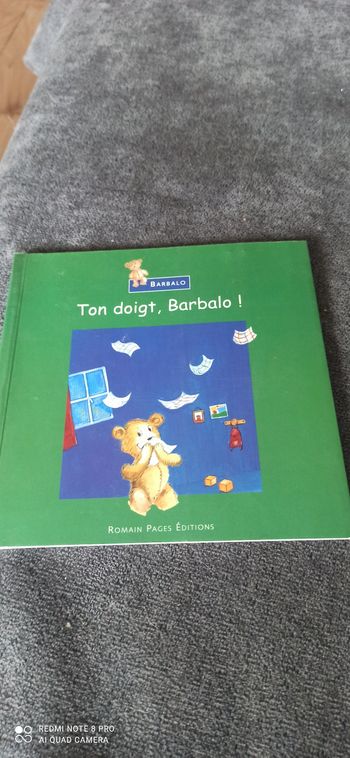 BARBALO
Ton doigt, Barbalo !
ROMAIN PAGES ÉDITIONS
REDMI NOTE 8 PRO
AI QUAD CAMERA